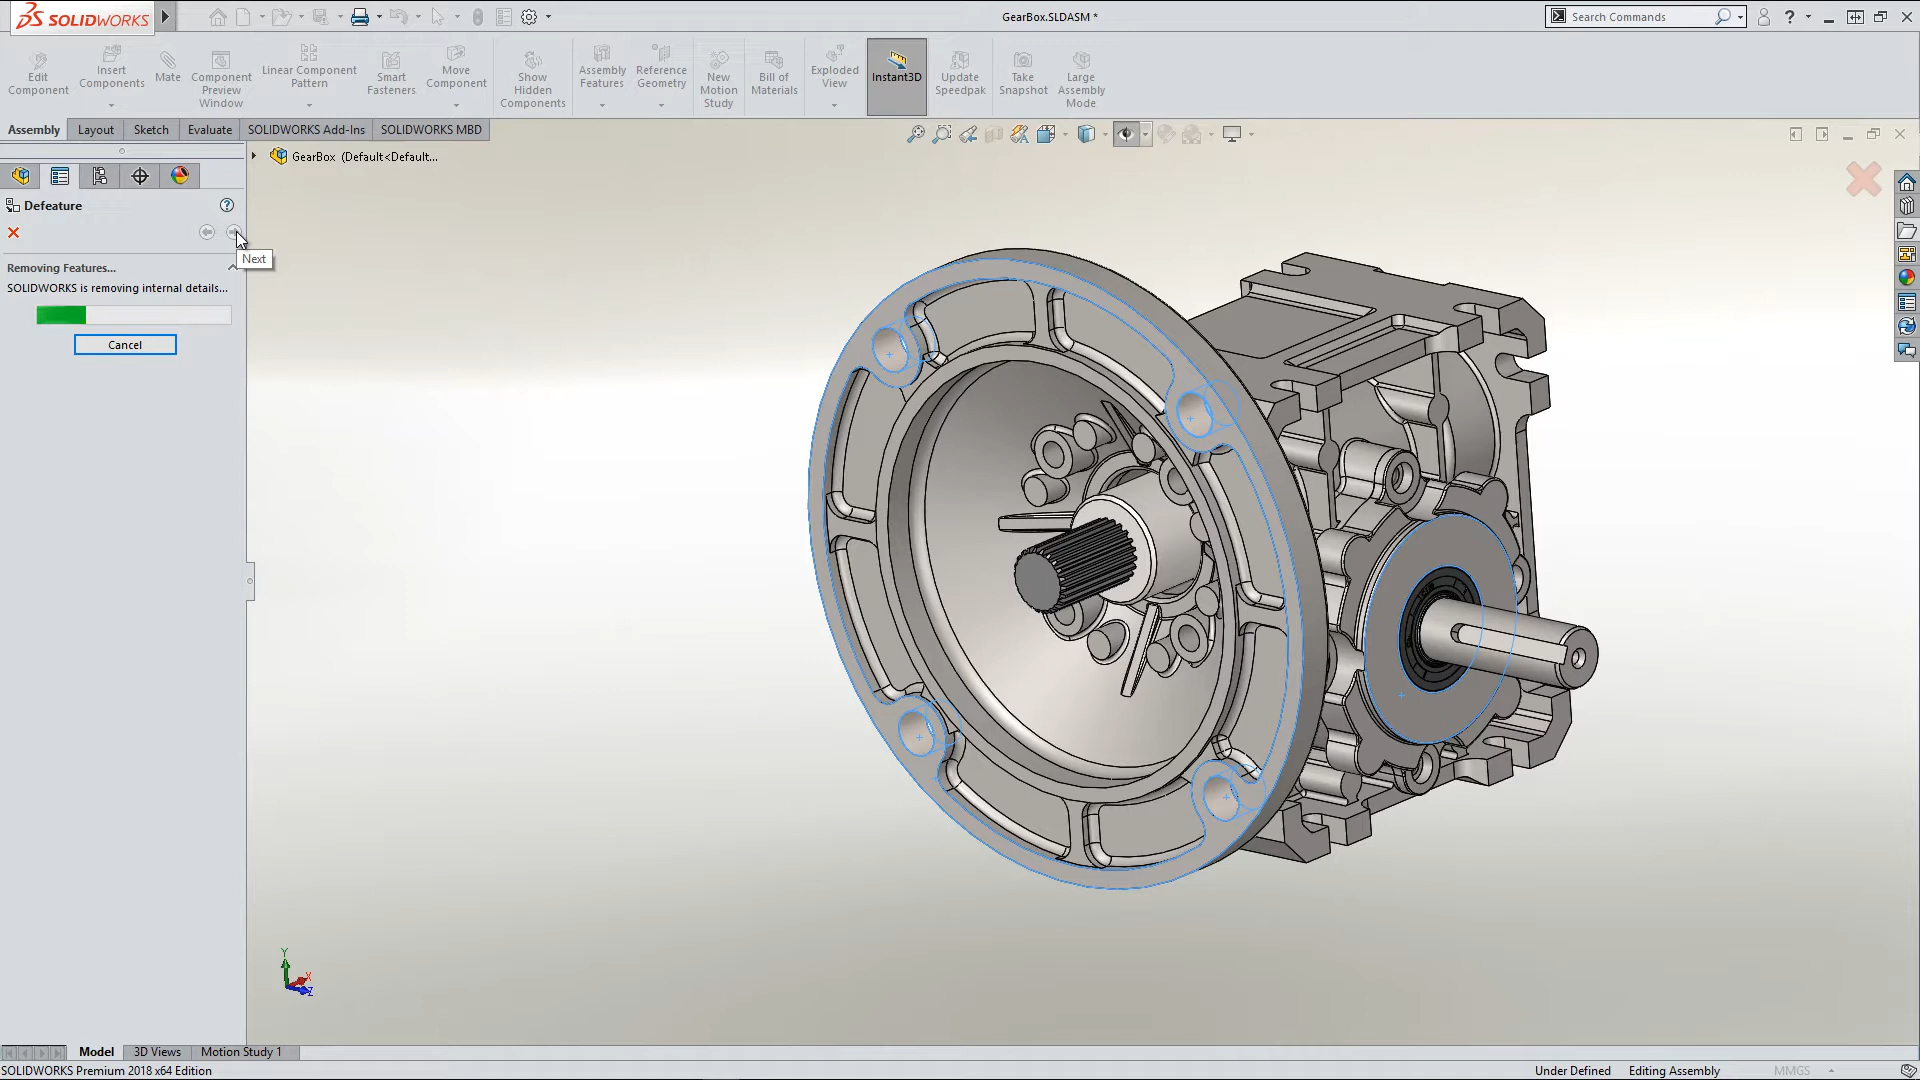 SOLIDWORKS
GearBox.SLDASM *
Search Commands
?
Edit Component
Insert Components
Mate
Component Preview Window
Linear Component Pattern
Smart Fasteners
Move Component
Show Hidden Components
Assembly Features
Reference Geometry
New Motion Study
Bill of Materials
Exploded View
Instant3D
Update Speedpak
Take Snapshot
Large Assembly Mode
Assembly
Layout
Sketch
Evaluate
SOLIDWORKS Add-Ins
SOLIDWORKS MBD
GearBox (Default<Default...
Defeature
?
Next
Removing Features...
SOLIDWORKS is removing internal details...
Cancel
Y
X
Z
Model
3D Views
Motion Study 1
SOLIDWORKS Premium 2018 x64 Edition
Under Defined
Editing Assembly
MMGS